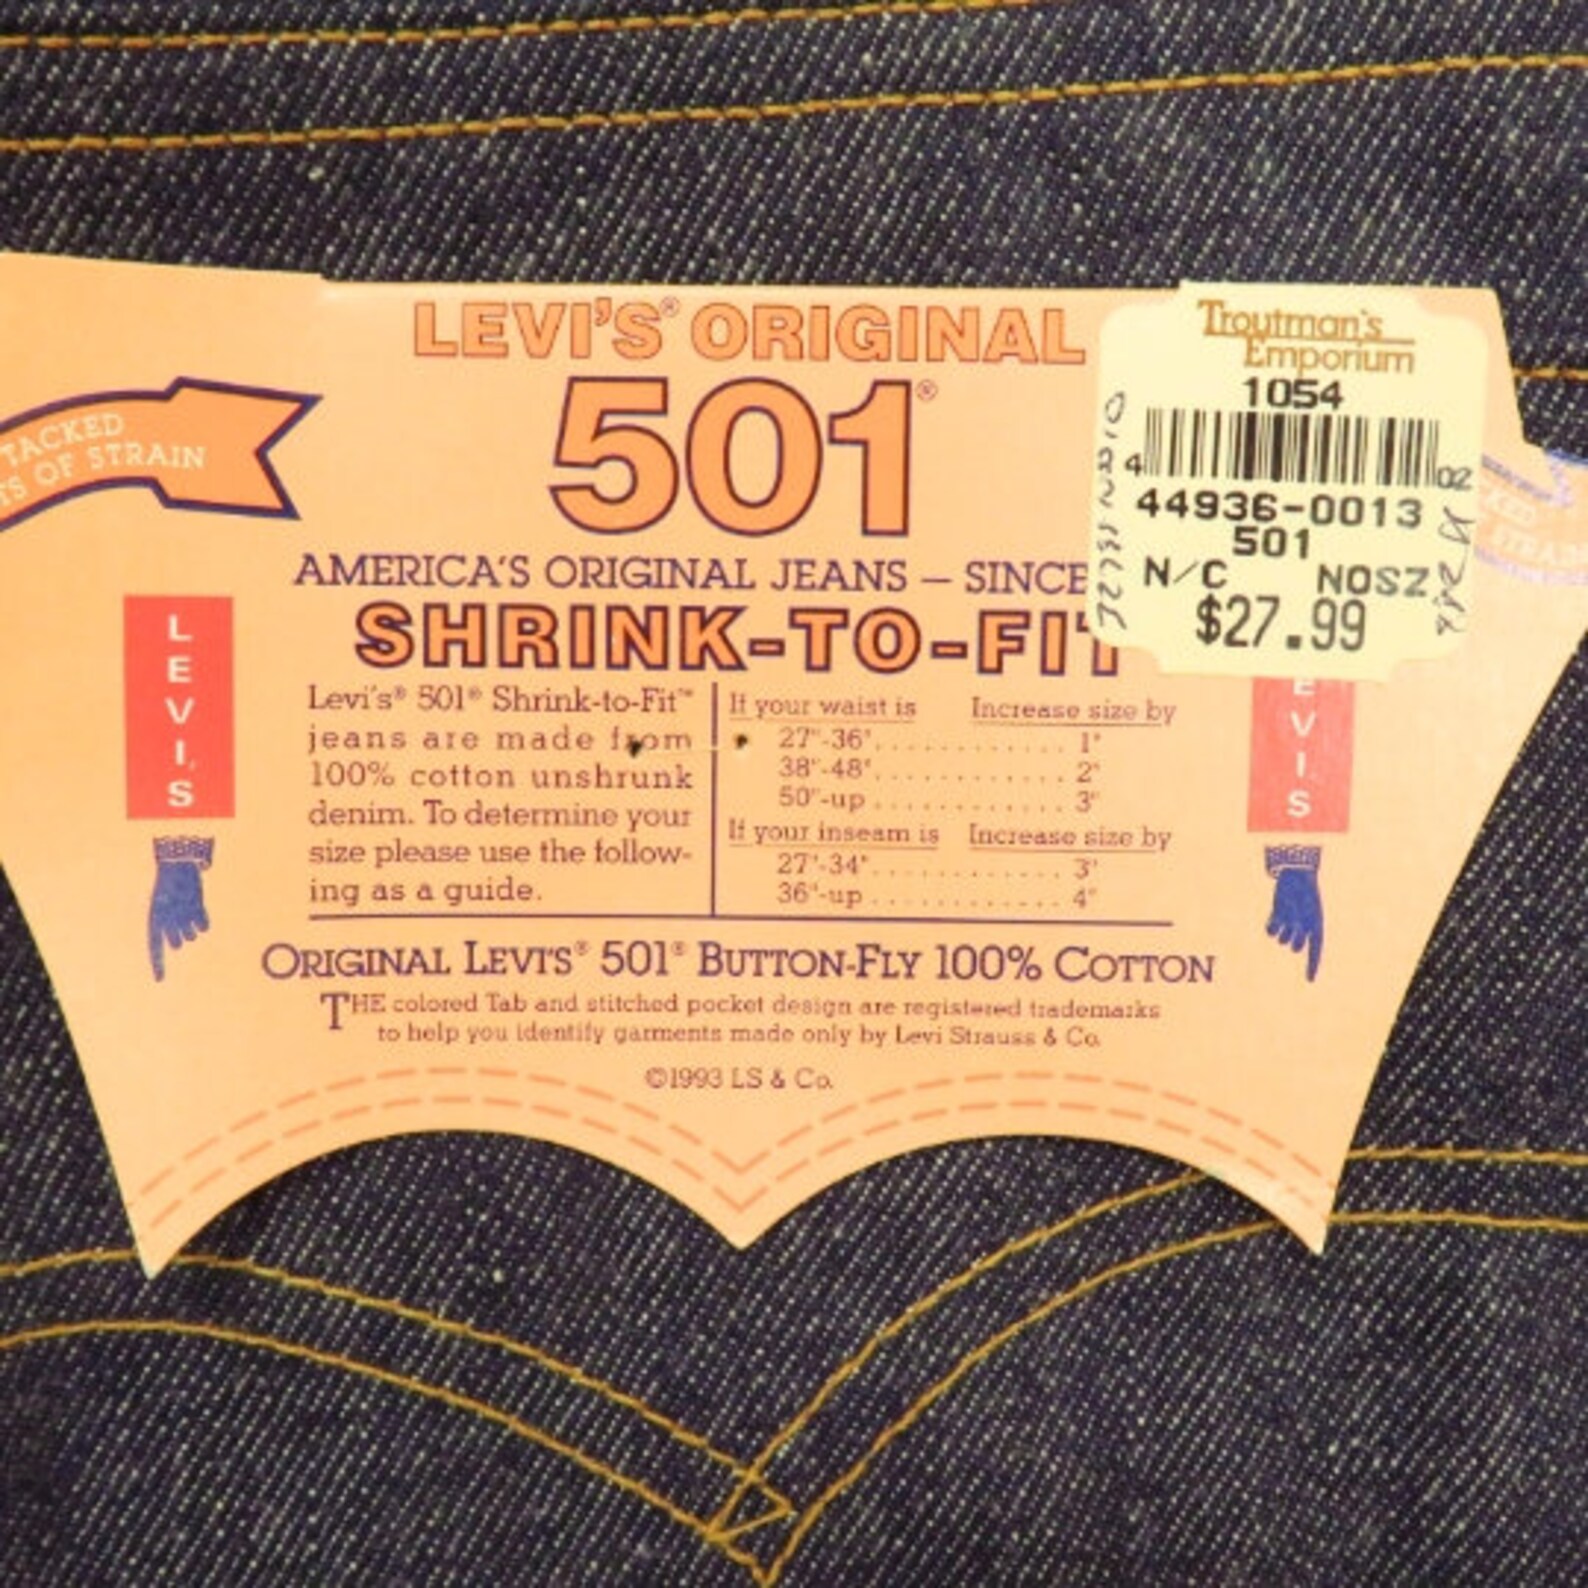 LEVI'S® ORIGINAL
501®
TACKED
TS OF STRAIN
AMERICA'S ORIGINAL JEANS – SINCE
SHRINK-TO-FIT
LEVI'S
Levi's® 501® Shrink-to-Fit™
jeans are made from
100% cotton unshrunk
denim. To determine your
size please use the follow-
ing as a guide.
If your waist is Increase size by
27"-36" 1"
38"-48" 2"
50"-up 3"
If your inseam is Increase size by
27"-34" 3"
36"-up 4"
EVIS
ORIGINAL LEVI'S® 501® BUTTON-FLY 100% COTTON
THE colored Tab and stitched pocket design are registered trademarks
to help you identify garments made only by Levi Strauss & Co.
©1993 LS & Co.
Troutman's
Emporium
1054
4 02
44936-0013
501
N/C NOSZ
$27.99